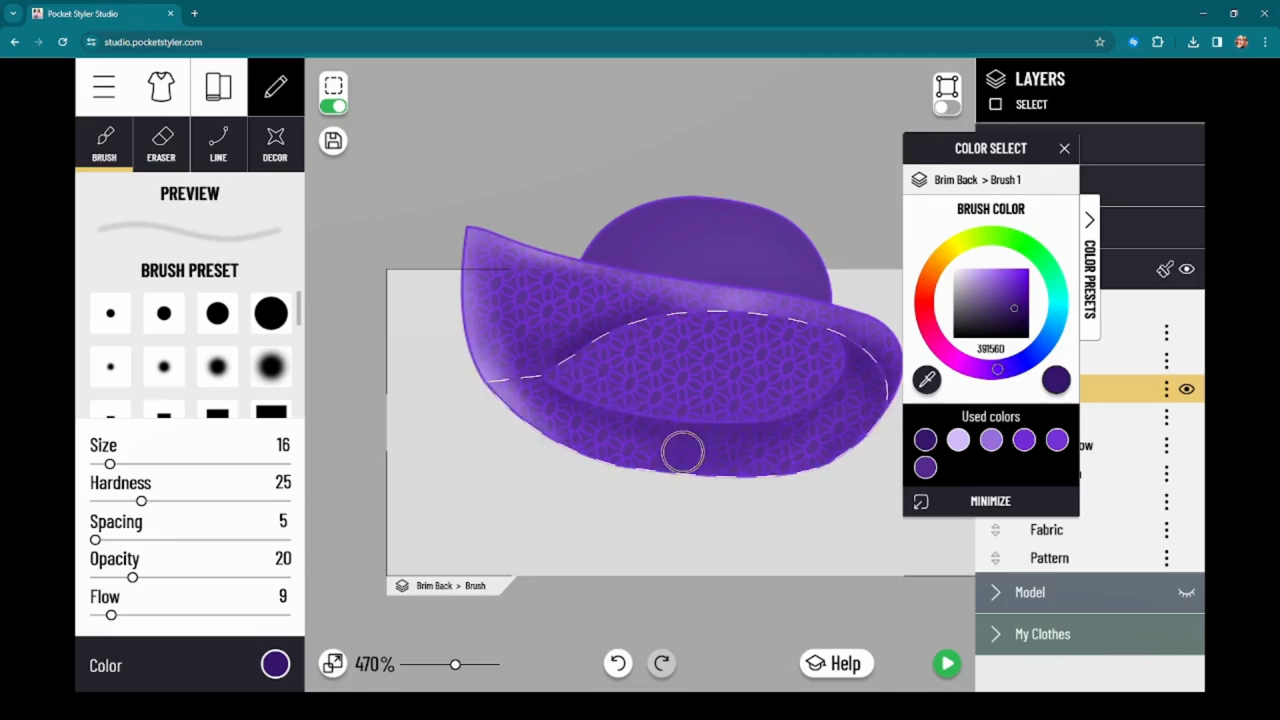 Pocket Styler Studio
studio.pocketstyler.com
BRUSH
ERASER
LINE
DECOR
PREVIEW
BRUSH PRESET
Size 16
Hardness 25
Spacing 5
Opacity 20
Flow 9
Color
Brim Back > Brush
470%
Help
LAYERS
SELECT
COLOR SELECT
Brim Back > Brush 1
BRUSH COLOR
39156D
COLOR PRESETS
Used colors
MINIMIZE
Fabric
Pattern
Model
My Clothes